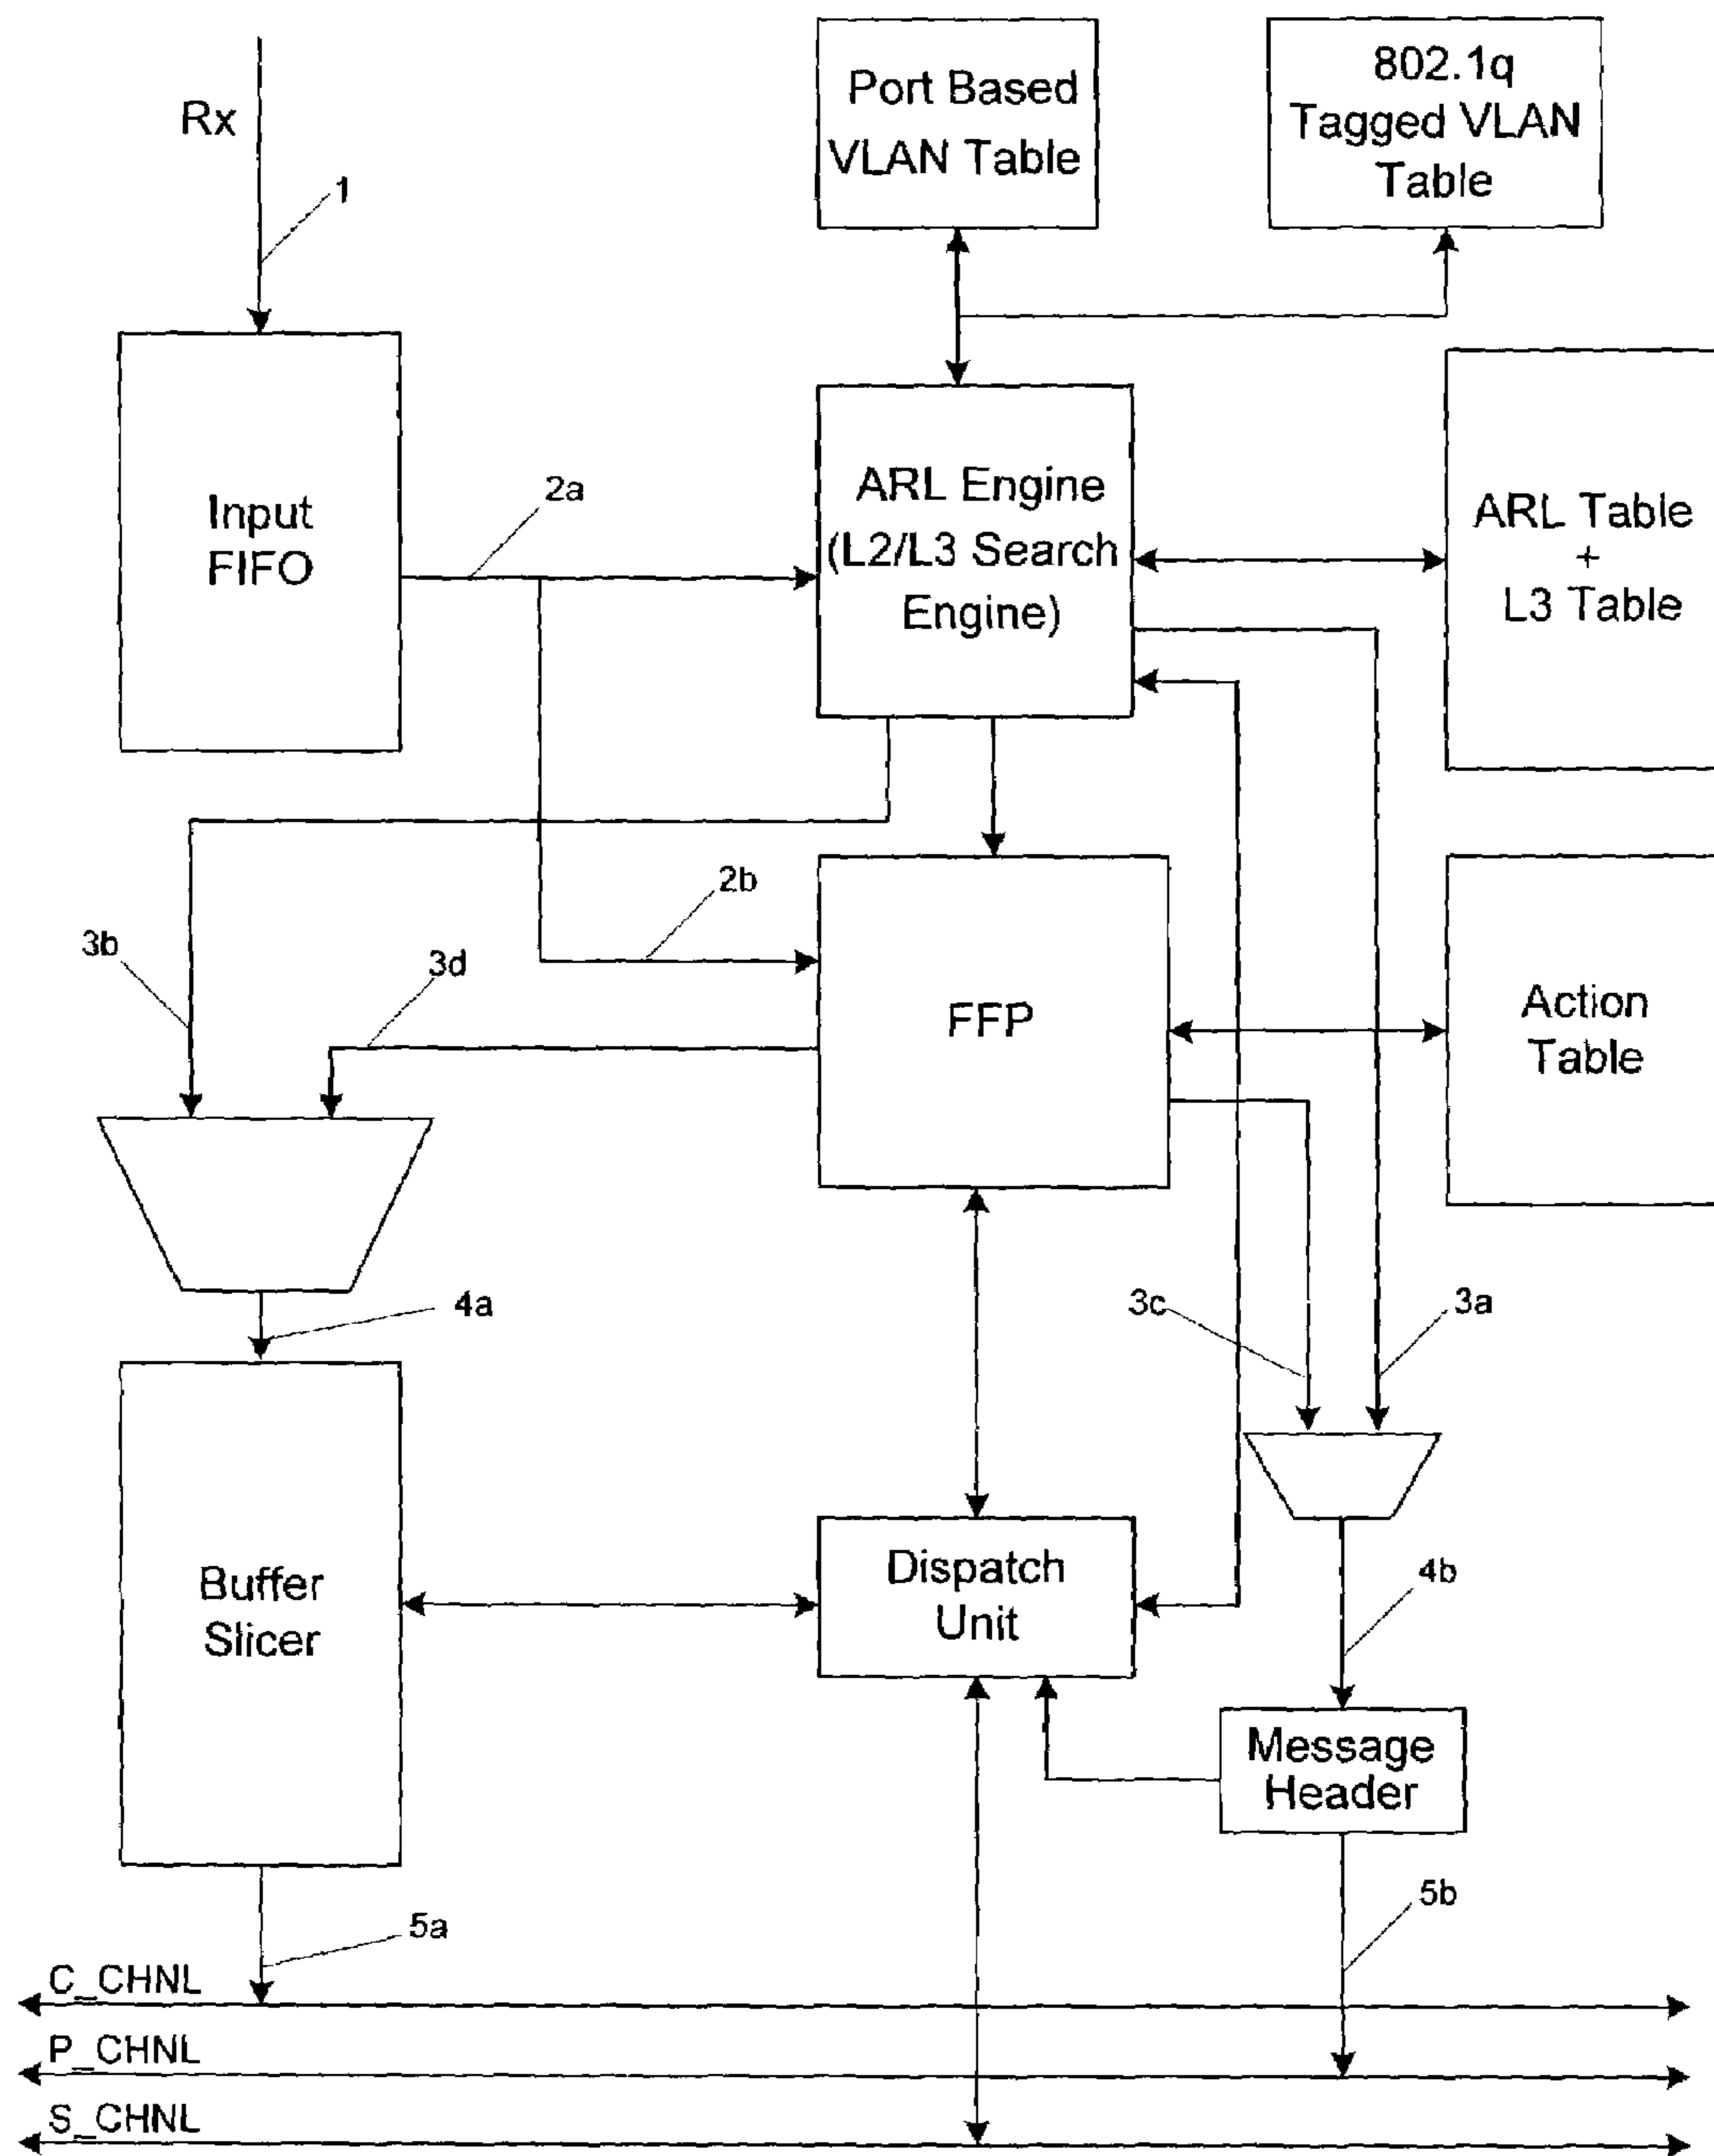 Rx
1
Port Based
VLAN Table
802.1q
Tagged VLAN
Table
Input
FIFO
2a
ARL Engine
(L2/L3 Search
Engine)
ARL Table
+
L3 Table
2b
3b
3d
FFP
Action
Table
4a
3c
3a
Buffer
Slicer
Dispatch
Unit
4b
Message
Header
5a
5b
C_CHNL
P_CHNL
S_CHNL